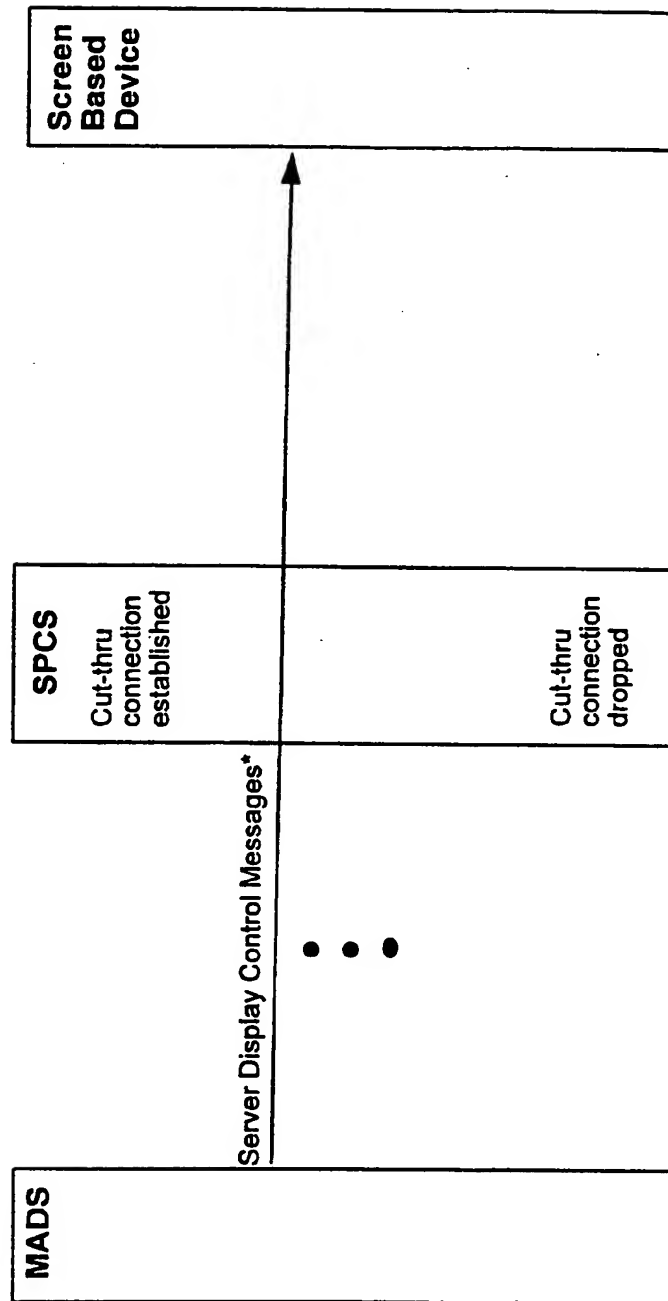 MADS
SPCS
Screen
Based
Device
Cut-thru
connection
established
Server Display Control Messages*
Cut-thru
connection
dropped